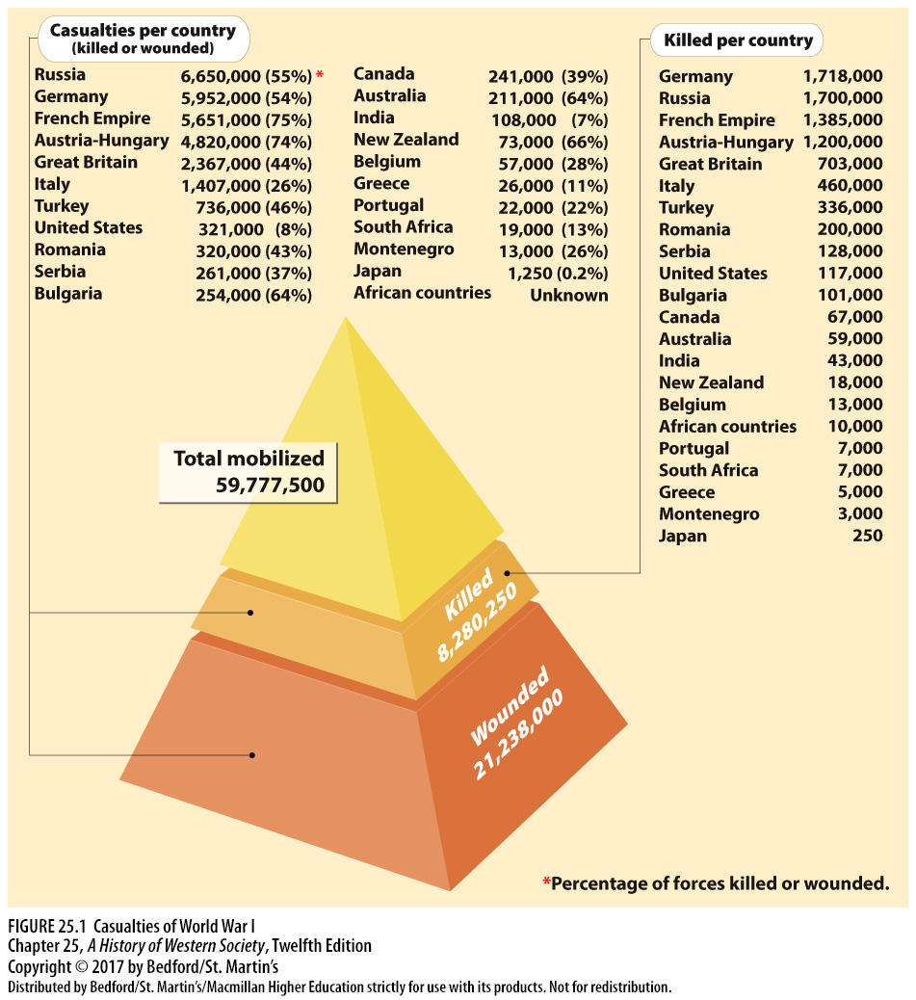 Casualties per country
(killed or wounded)
Russia 6,650,000 (55%) *
Germany 5,952,000 (54%)
French Empire 5,651,000 (75%)
Austria-Hungary 4,820,000 (74%)
Great Britain 2,367,000 (44%)
Italy 1,407,000 (26%)
Turkey 736,000 (46%)
United States 321,000 (8%)
Romania 320,000 (43%)
Serbia 261,000 (37%)
Bulgaria 254,000 (64%)
Canada 241,000 (39%)
Australia 211,000 (64%)
India 108,000 (7%)
New Zealand 73,000 (66%)
Belgium 57,000 (28%)
Greece 26,000 (11%)
Portugal 22,000 (22%)
South Africa 19,000 (13%)
Montenegro 13,000 (26%)
Japan 1,250 (0.2%)
African countries Unknown
Killed per country
Germany 1,718,000
Russia 1,700,000
French Empire 1,385,000
Austria-Hungary 1,200,000
Great Britain 703,000
Italy 460,000
Turkey 336,000
Romania 200,000
Serbia 128,000
United States 117,000
Bulgaria 101,000
Canada 67,000
Australia 59,000
India 43,000
New Zealand 18,000
Belgium 13,000
African countries 10,000
Portugal 7,000
South Africa 7,000
Greece 5,000
Montenegro 3,000
Japan 250
Total mobilized
59,777,500
Killed
8,280,250
Wounded
21,238,000
*Percentage of forces killed or wounded.
FIGURE 25.1 Casualties of World War I
Chapter 25, A History of Western Society, Twelfth Edition
Copyright © 2017 by Bedford/St. Martin's
Distributed by Bedford/St. Martin's/Macmillan Higher Education strictly for use with its products. Not for redistribution.